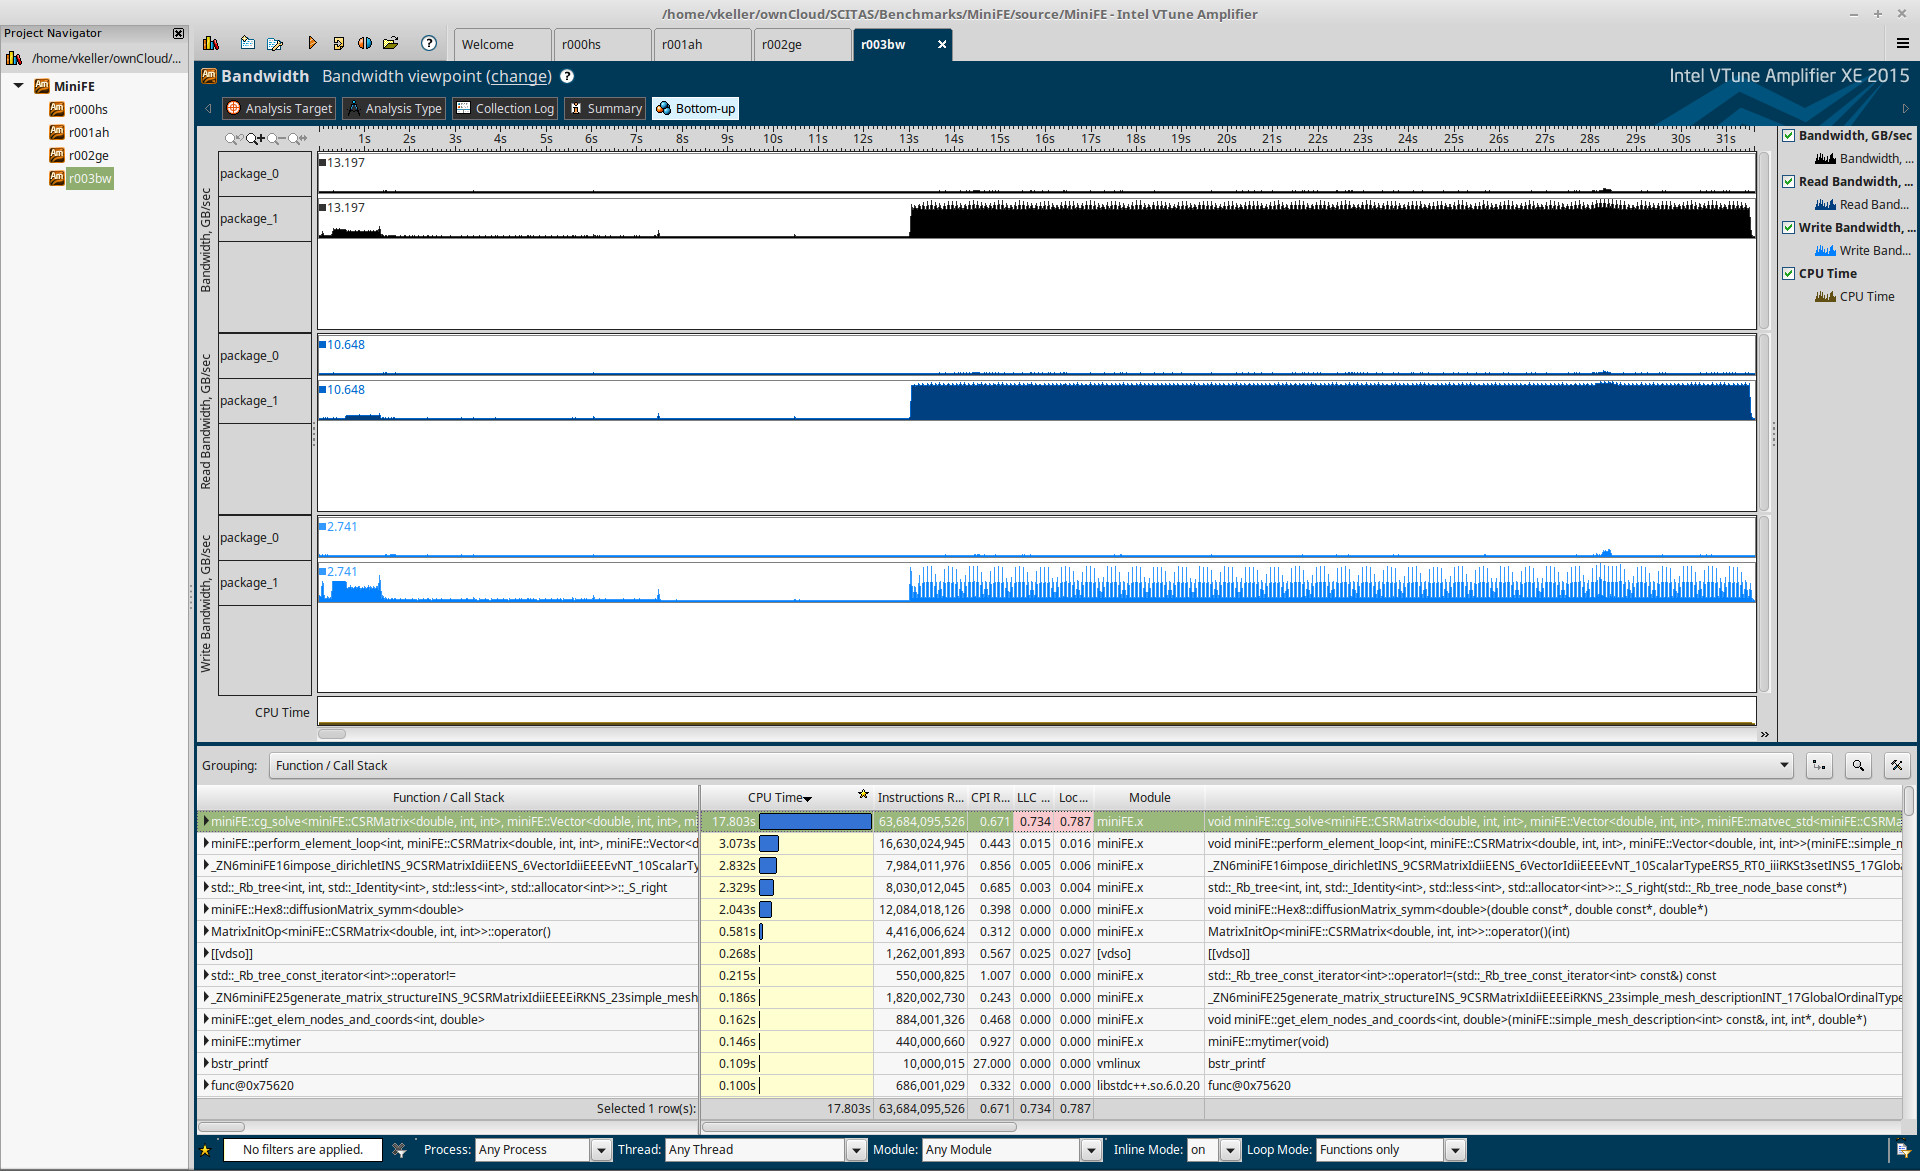 /home/vkeller/ownCloud/SCITAS/Benchmarks/MiniFE/source/MiniFE - Intel VTune Amplifier
Project Navigator
/home/vkeller/ownCloud/...
MiniFE
r000hs
r001ah
r002ge
r003bw
Welcome r000hs r001ah r002ge r003bw
Bandwidth Bandwidth viewpoint (change) ?
Intel VTune Amplifier XE 2015
Analysis Target Analysis Type Collection Log Summary Bottom-up
1s 2s 3s 4s 5s 6s 7s 8s 9s 10s 11s 12s 13s 14s 15s 16s 17s 18s 19s 20s 21s 22s 23s 24s 25s 26s 27s 28s 29s 30s 31s
Bandwidth, GB/sec
package_0 13.197
package_1 13.197
Read Bandwidth, GB/sec
package_0 10.648
package_1 10.648
Write Bandwidth, GB/sec
package_0 2.741
package_1 2.741
CPU Time
Bandwidth, GB/sec
Bandwidth, ...
Read Bandwidth, ...
Read Band...
Write Bandwidth, ...
Write Band...
CPU Time
CPU Time
Grouping: Function / Call Stack
Function / Call Stack CPU Time Instructions R... CPI R... LLC ... Loc... Module
miniFE::cg_solve<miniFE::CSRMatrix<double, int, int>, miniFE::Vector<double, int, int>, mi 17.803s 63,684,095,526 0.671 0.734 0.787 miniFE.x void miniFE::cg_solve<miniFE::CSRMatrix<double, int, int>, miniFE::Vector<double, int, int>, miniFE::matvec_std<miniFE::CSRMa
miniFE::perform_element_loop<int, miniFE::CSRMatrix<double, int, int>, miniFE::Vector<d 3.073s 16,630,024,945 0.443 0.015 0.016 miniFE.x void miniFE::perform_element_loop<int, miniFE::CSRMatrix<double, int, int>, miniFE::Vector<double, int, int>>(miniFE::simple_n
_ZN6miniFE16impose_dirichletINS_9CSRMatrixIdiiEENS_6VectorIdiiEEEEvNT_10ScalarTy 2.832s 7,984,011,976 0.856 0.005 0.006 miniFE.x _ZN6miniFE16impose_dirichletINS_9CSRMatrixIdiiEENS_6VectorIdiiEEEEvNT_10ScalarTypeERS5_RT0_iiiRKSt3setINS5_17Globa
std::_Rb_tree<int, int, std::_Identity<int>, std::less<int>, std::allocator<int>>::_S_right 2.329s 8,030,012,045 0.685 0.003 0.004 miniFE.x std::_Rb_tree<int, int, std::_Identity<int>, std::less<int>, std::allocator<int>>::_S_right(std::_Rb_tree_node_base const*)
miniFE::Hex8::diffusionMatrix_symm<double> 2.043s 12,084,018,126 0.398 0.000 0.000 miniFE.x void miniFE::Hex8::diffusionMatrix_symm<double>(double const*, double const*, double*)
MatrixInitOp<miniFE::CSRMatrix<double, int, int>>::operator() 0.581s 4,416,006,624 0.312 0.000 0.000 miniFE.x MatrixInitOp<miniFE::CSRMatrix<double, int, int>>::operator()(int)
[[vdso]] 0.268s 1,262,001,893 0.567 0.025 0.027 [vdso] [[vdso]]
std::_Rb_tree_const_iterator<int>::operator!= 0.215s 550,000,825 1.007 0.000 0.000 miniFE.x std::_Rb_tree_const_iterator<int>::operator!=(std::_Rb_tree_const_iterator<int> const&) const
_ZN6miniFE25generate_matrix_structureINS_9CSRMatrixIdiiEEEEiRKNS_23simple_mesh 0.186s 1,820,002,730 0.243 0.000 0.000 miniFE.x _ZN6miniFE25generate_matrix_structureINS_9CSRMatrixIdiiEEEEiRKNS_23simple_mesh_descriptionINT_17GlobalOrdinalType
miniFE::get_elem_nodes_and_coords<int, double> 0.162s 884,001,326 0.468 0.000 0.000 miniFE.x void miniFE::get_elem_nodes_and_coords<int, double>(miniFE::simple_mesh_description<int> const&, int, int*, double*)
miniFE::mytimer 0.146s 440,000,660 0.927 0.000 0.000 miniFE.x miniFE::mytimer(void)
bstr_printf 0.109s 10,000,015 27.000 0.000 0.000 vmlinux bstr_printf
func@0x75620 0.100s 686,001,029 0.332 0.000 0.000 libstdc++.so.6.0.20 func@0x75620
Selected 1 row(s): 17.803s 63,684,095,526 0.671 0.734 0.787
No filters are applied. Process: Any Process Thread: Any Thread Module: Any Module Inline Mode: on Loop Mode: Functions only